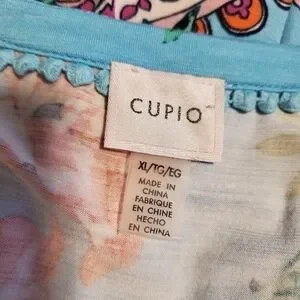 CUPIO
XL/TG/EG
MADE IN
CHINA
FABRIQUE
EN CHINE
HECHO
EN CHINA